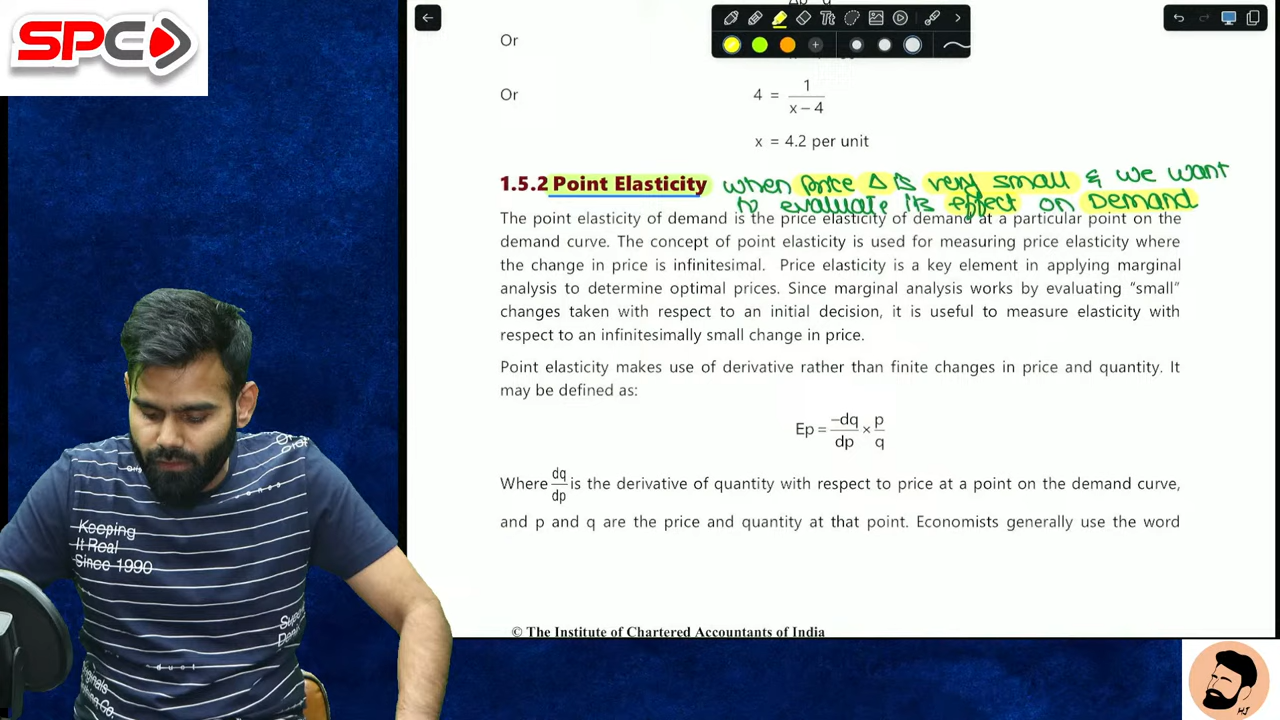 SPC
Or
Or 4 = 1 / x – 4
x = 4.2 per unit
1.5.2 Point Elasticity when price Δ is very small & we want
to evaluate its effect on Demand
The point elasticity of demand is the price elasticity of demand at a particular point on the
demand curve. The concept of point elasticity is used for measuring price elasticity where
the change in price is infinitesimal. Price elasticity is a key element in applying marginal
analysis to determine optimal prices. Since marginal analysis works by evaluating “small”
changes taken with respect to an initial decision, it is useful to measure elasticity with
respect to an infinitesimally small change in price.
Point elasticity makes use of derivative rather than finite changes in price and quantity. It
may be defined as:
Ep = –dq/dp × p/q
Where dq/dp is the derivative of quantity with respect to price at a point on the demand curve,
and p and q are the price and quantity at that point. Economists generally use the word
© The Institute of Chartered Accountants of India
Keeping
It Real
Since 1990
HJ